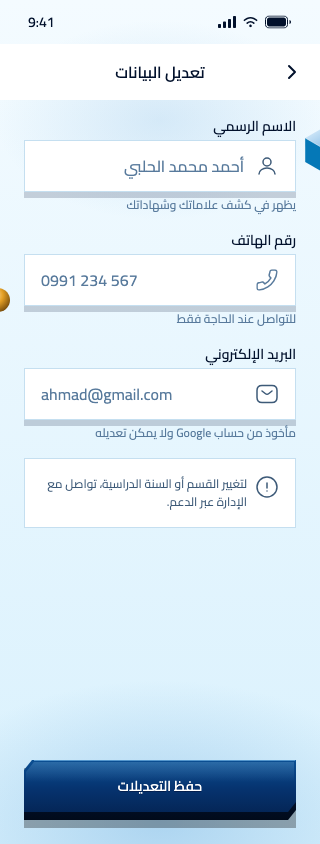 9:41
تعديل البيانات
الاسم الرسمي
أحمد محمد الحلبي
يظهر في كشف علاماتك وشهاداتك
رقم الهاتف
0991 234 567
للتواصل عند الحاجة فقط
البريد الإلكتروني
ahmad@gmail.com
مأخوذ من حساب Google ولا يمكن تعديله
لتغيير القسم أو السنة الدراسية، تواصل مع
الإدارة عبر الدعم.
حفظ التعديلات